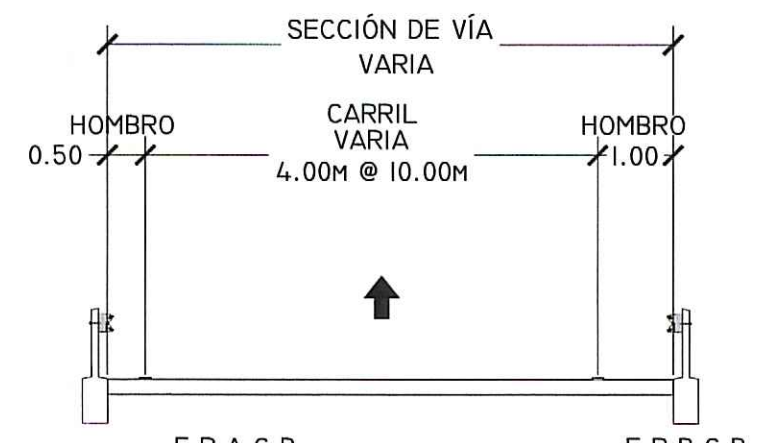 SECCIÓN DE VÍA
VARIA
HOMBRO
CARRIL
VARIA
HOMBRO
0.50
4.00M @ 10.00M
1.00